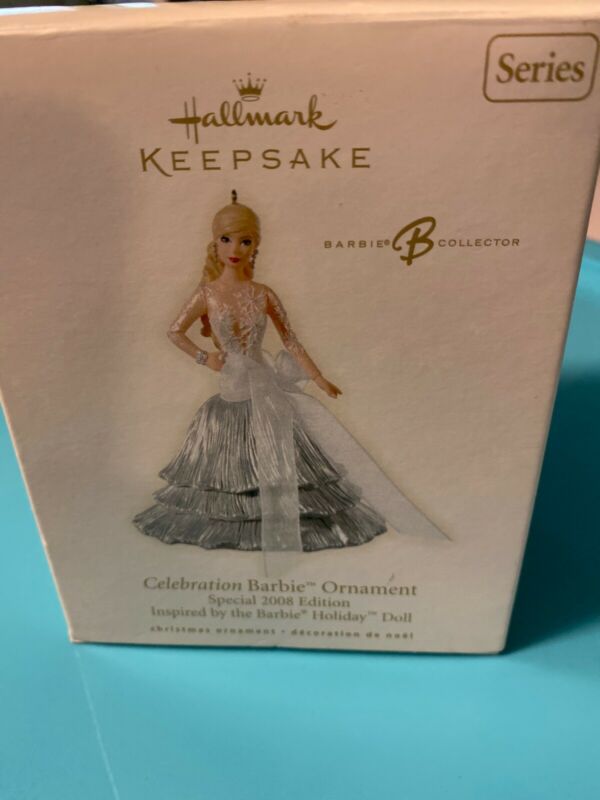 Series
Hallmark
KEEPSAKE
BARBIE® B COLLECTOR
Celebration Barbie™ Ornament
Special 2008 Edition
Inspired by the Barbie® Holiday™ Doll
christmas ornament · décoration de noël